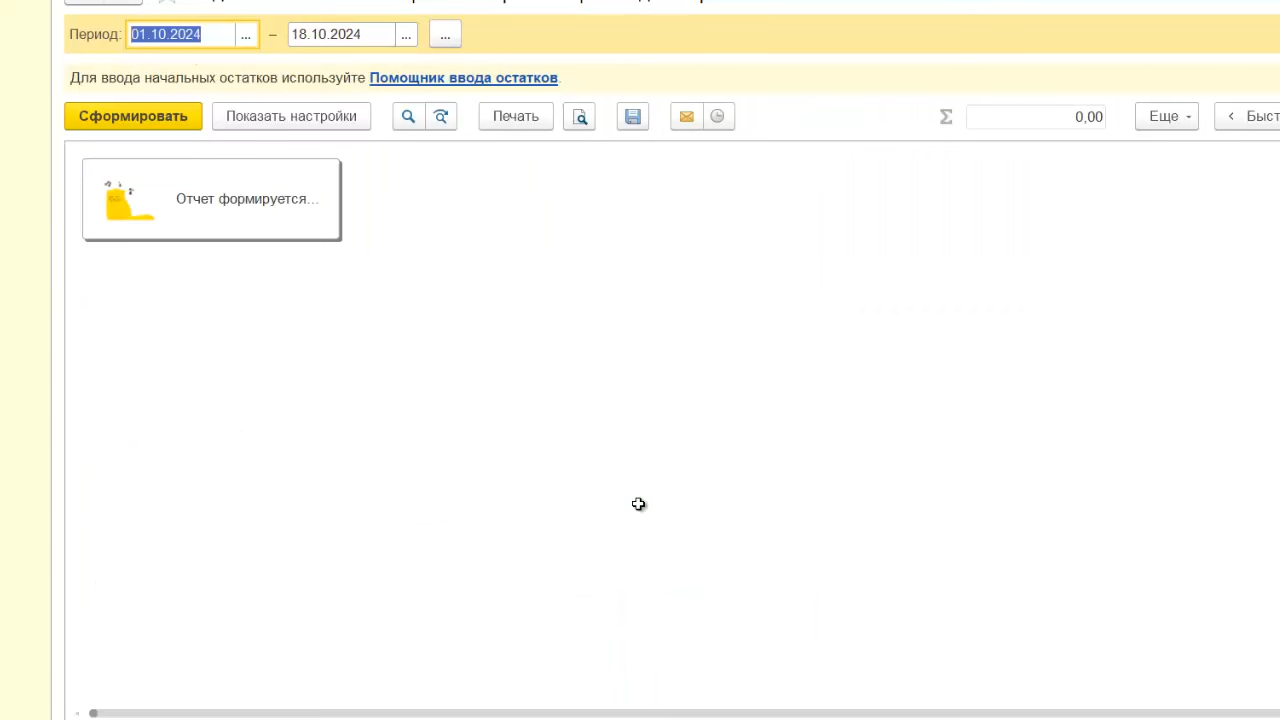 Период: 01.10.2024 ... – 18.10.2024 ... ...
Для ввода начальных остатков используйте Помощник ввода остатков.
Сформировать Показать настройки Печать Σ 0,00 Еще < Быст
Отчет формируется...